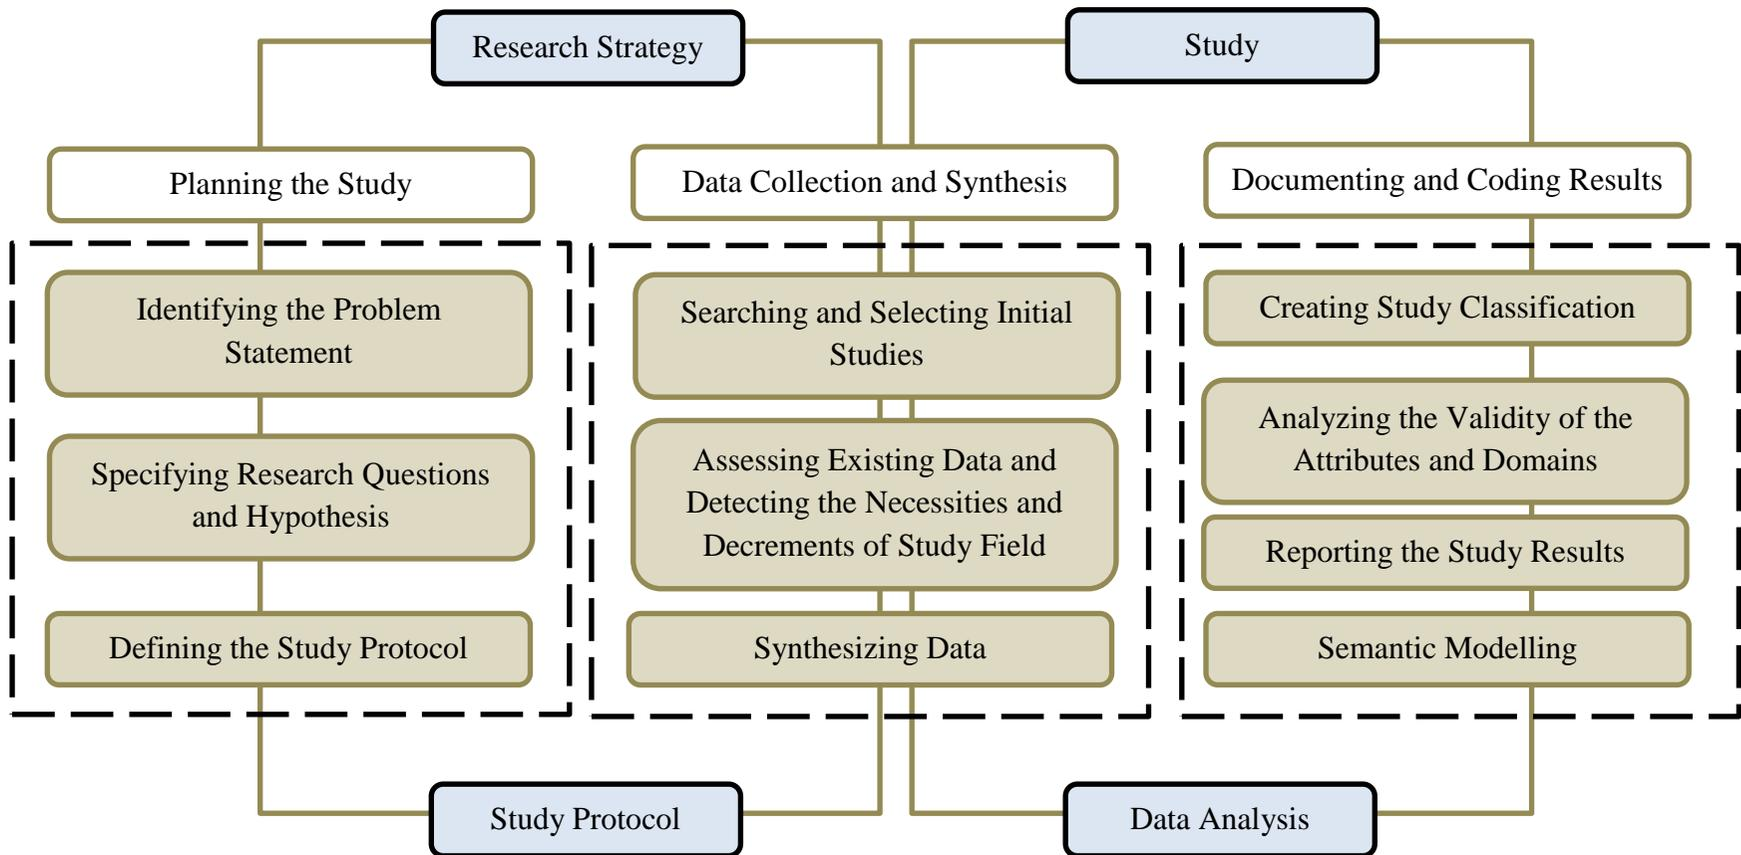 Research Strategy
Study
Planning the Study
Data Collection and Synthesis
Documenting and Coding Results
Identifying the Problem
Statement
Specifying Research Questions
and Hypothesis
Defining the Study Protocol
Searching and Selecting Initial
Studies
Assessing Existing Data and
Detecting the Necessities and
Decrements of Study Field
Synthesizing Data
Creating Study Classification
Analyzing the Validity of the
Attributes and Domains
Reporting the Study Results
Semantic Modelling
Study Protocol
Data Analysis